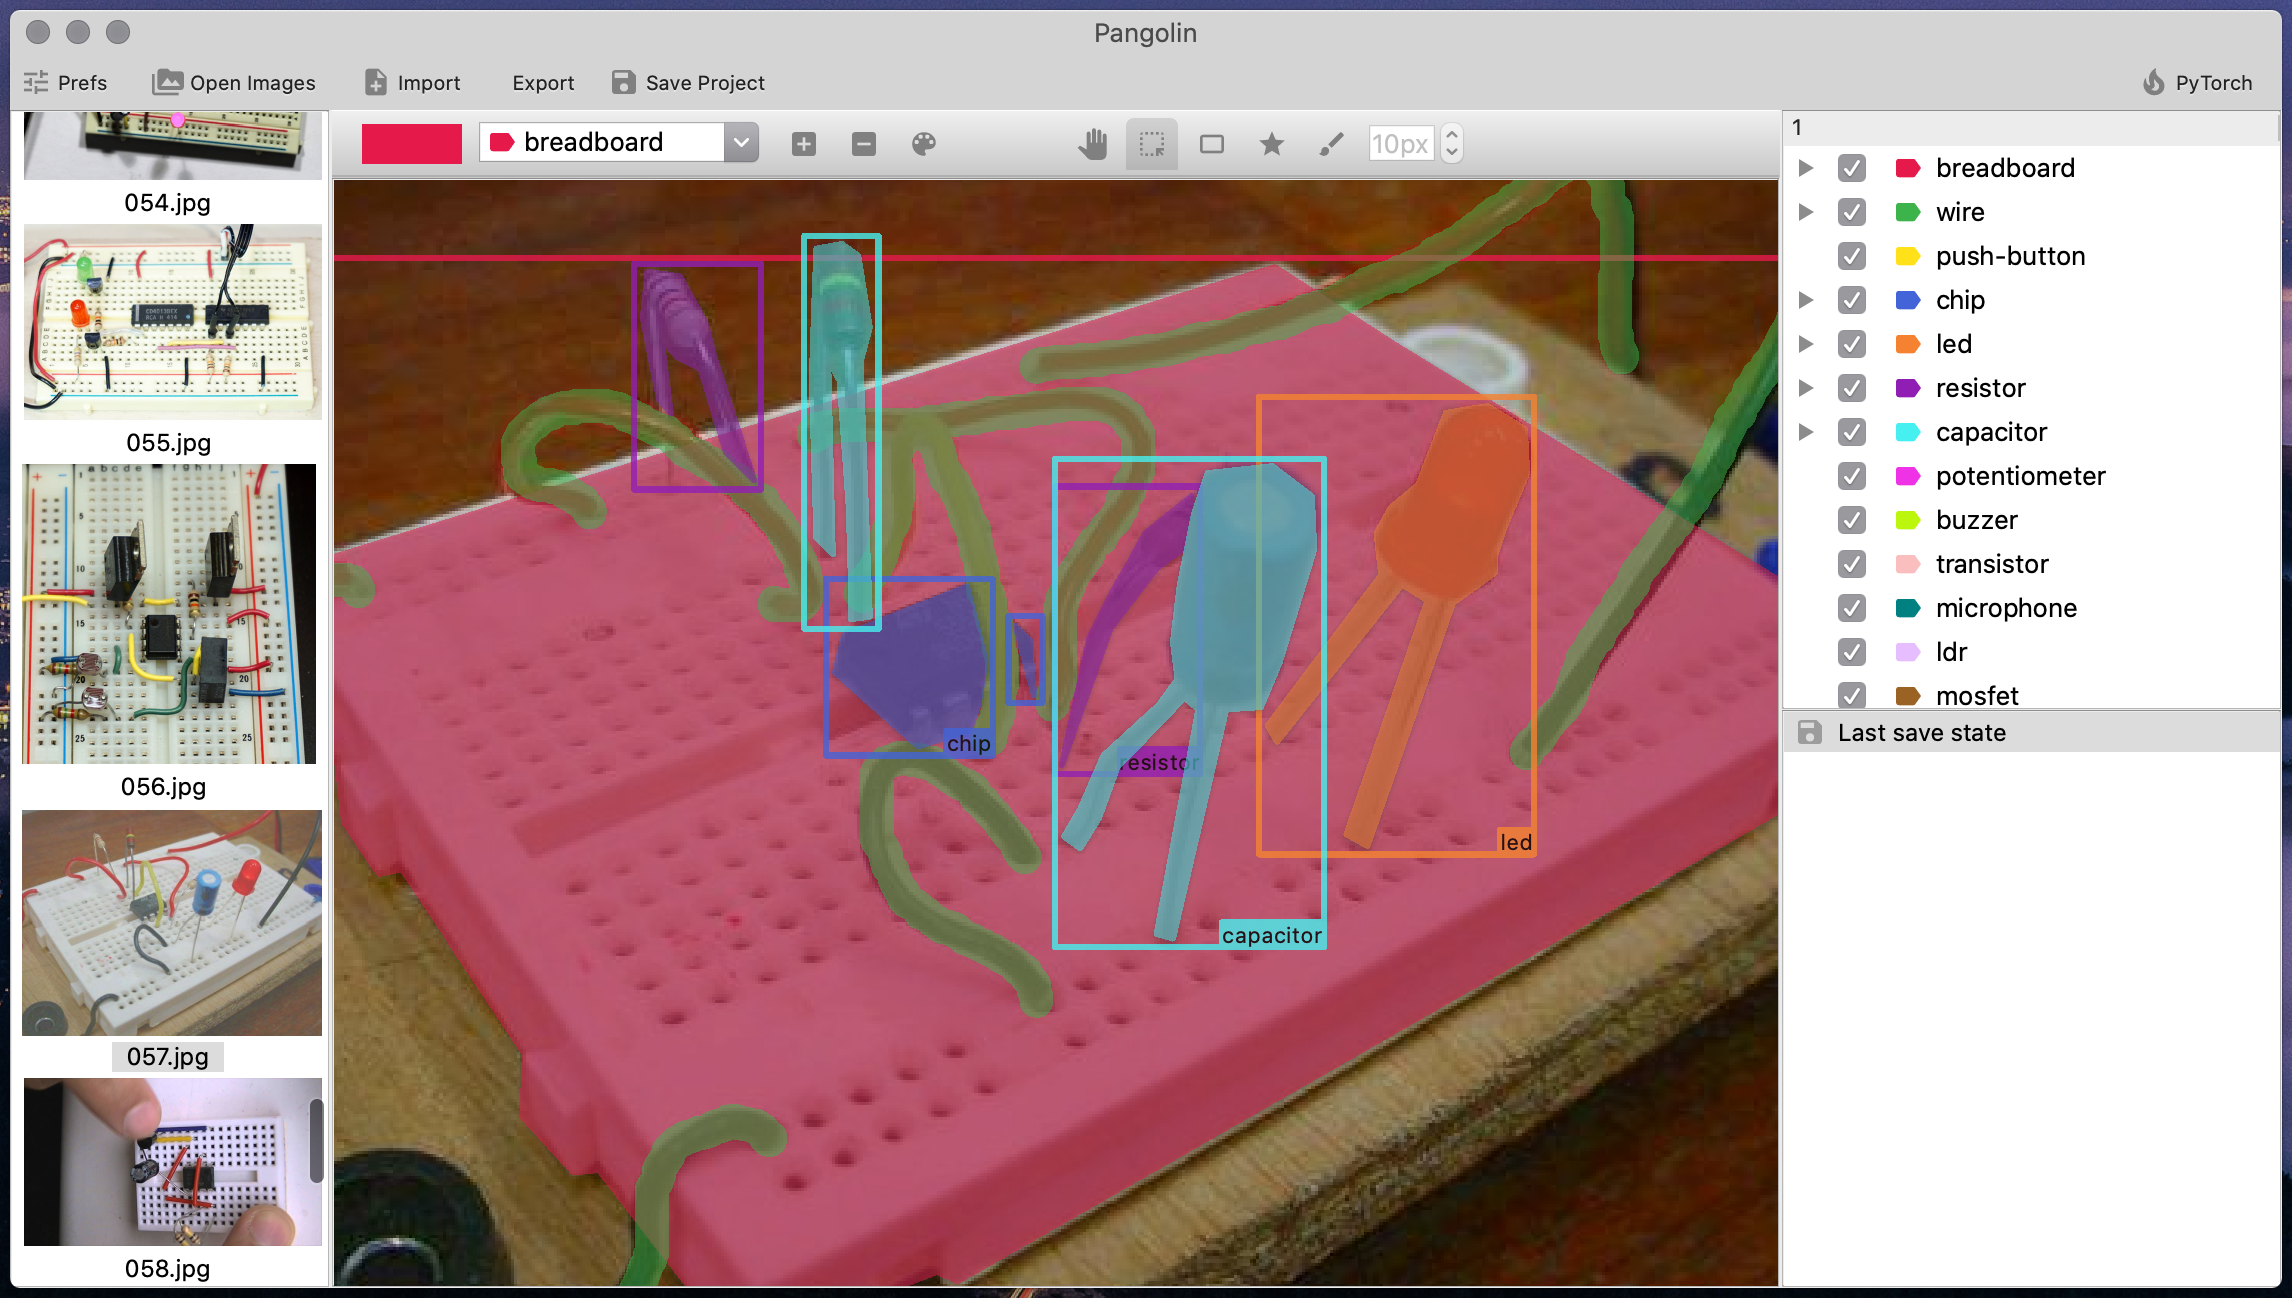 Pangolin
Prefs
Open Images
Import
Export
Save Project
PyTorch
054.jpg
055.jpg
056.jpg
057.jpg
058.jpg
breadboard
10px
chip
resistor
led
capacitor
1
breadboard
wire
push-button
chip
led
resistor
capacitor
potentiometer
buzzer
transistor
microphone
ldr
mosfet
Last save state